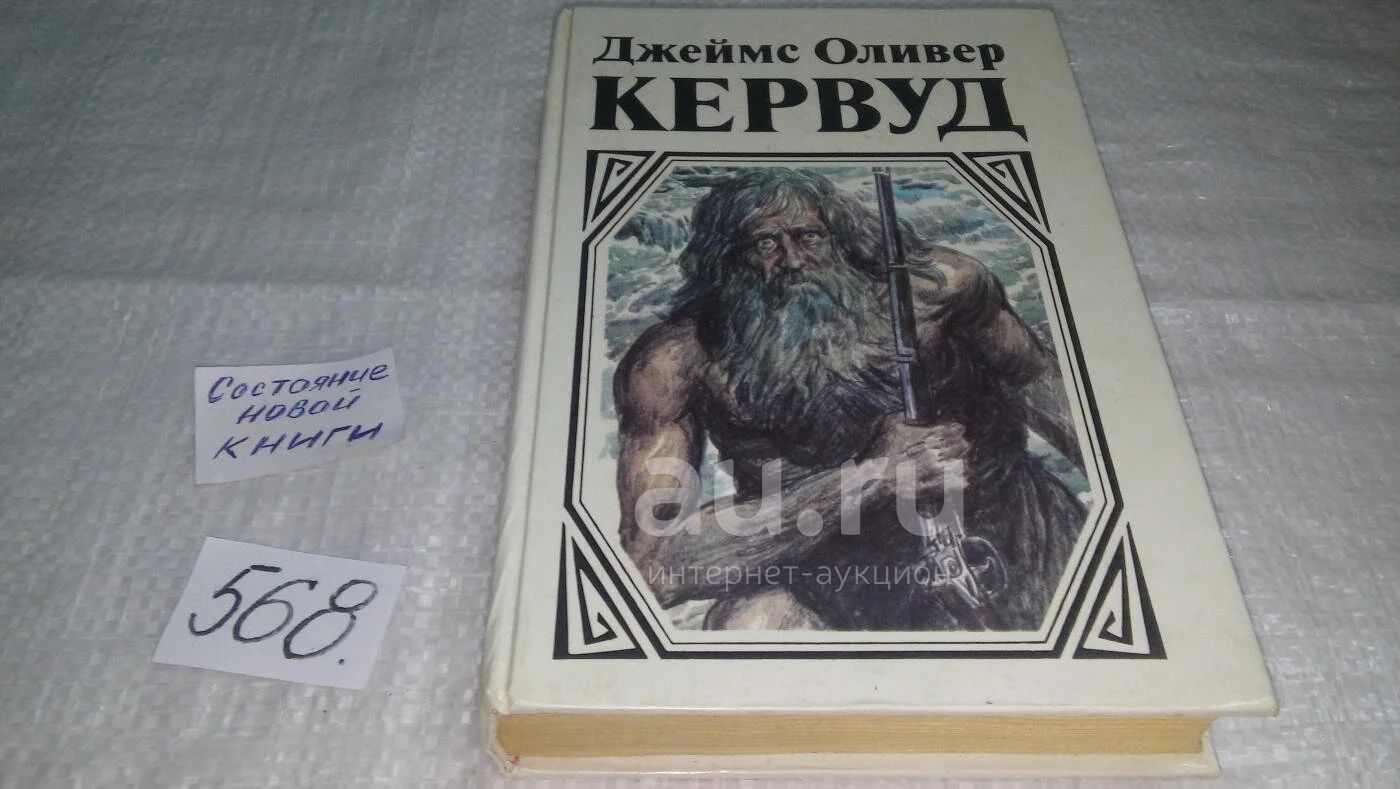 Джеймс Оливер
КЕРВУД
Состояние
новой
книги
568.
au.ru
интернет-аукцион